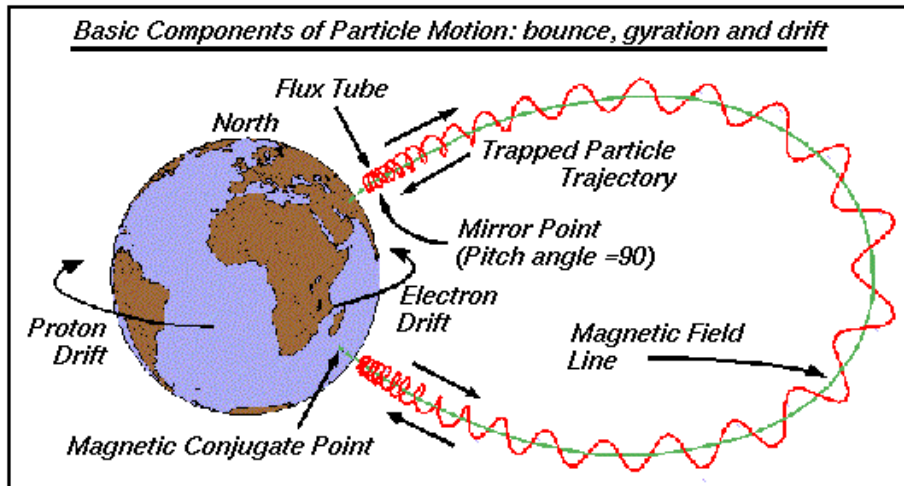 Basic Components of Particle Motion: bounce, gyration and drift
Flux Tube
North
Trapped Particle
Trajectory
Mirror Point
(Pitch angle =90)
Proton
Drift
Electron
Drift
Magnetic Field
Line
Magnetic Conjugate Point